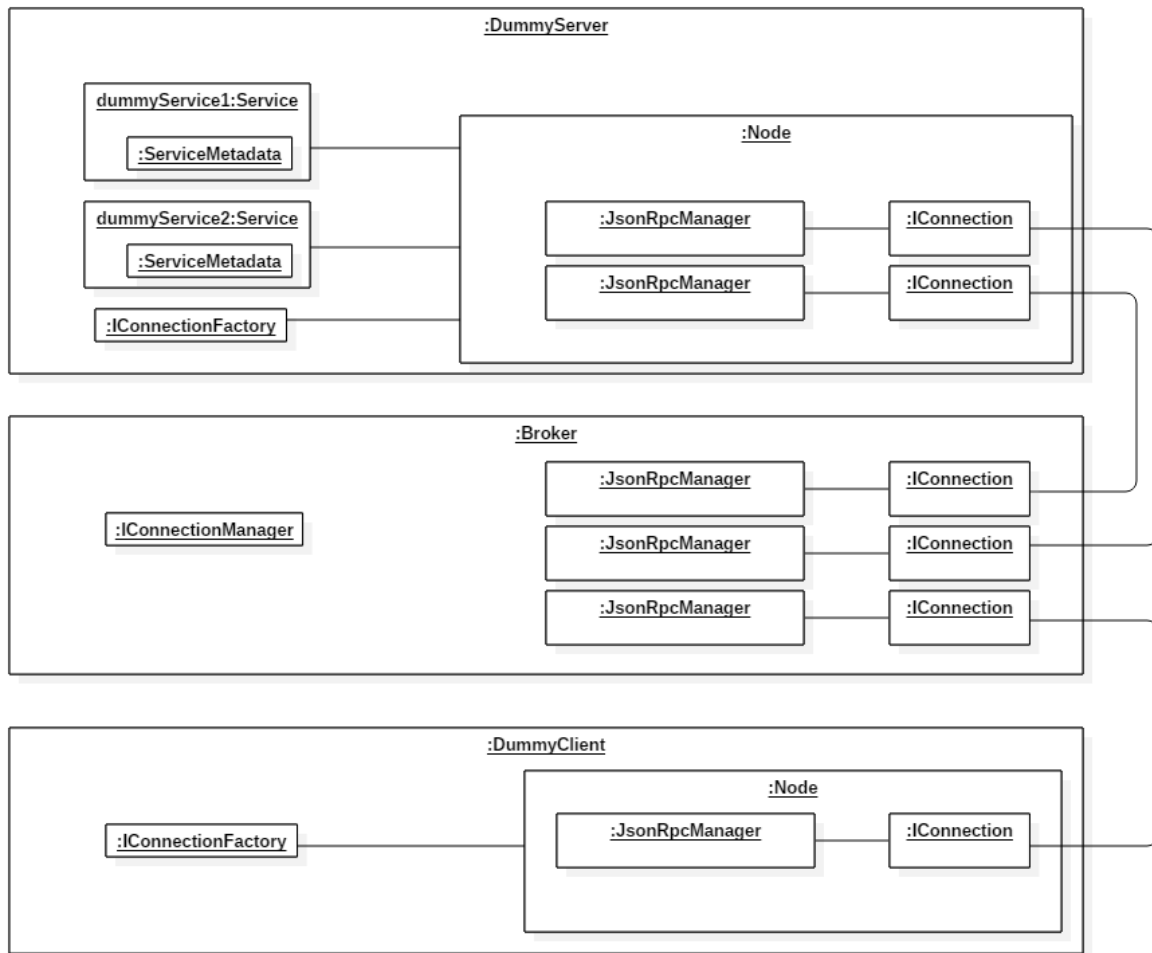 :DummyServer
dummyService1:Service
:ServiceMetadata
:Node
:JsonRpcManager
:IConnection
dummyService2:Service
:ServiceMetadata
:JsonRpcManager
:IConnection
:IConnectionFactory
:Broker
:JsonRpcManager
:IConnection
:IConnectionManager
:JsonRpcManager
:IConnection
:JsonRpcManager
:IConnection
:DummyClient
:Node
:IConnectionFactory
:JsonRpcManager
:IConnection